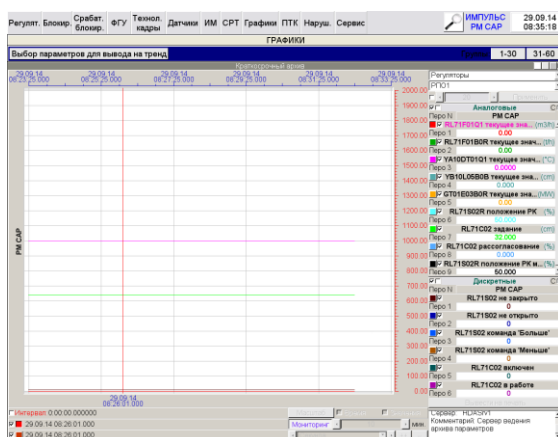 Регулят. Блокир. Срабат. блокир. ФГУ Технол. кадры Датчики ИМ СРТ Графики ПТК Наруш. Сервис
ИМПУЛЬС РМ САР
29.09.14
08:35:18
ГРАФИКИ
Выбор параметров для вывода на тренд
1-30 31-60
Краткосрочный архив
29.09.14 29.09.14 29.09.14 29.09.14 29.09.14 29.09.14
08:23:25.000 08:25:25.000 08:27:25.000 08:29:25.000 08:31:25.000 08:33:25.000
Регуляторы
РПО1
2000.00
1900.00
1800.00
1700.00
1600.00
1500.00
1400.00
1300.00
1200.00
1100.00
1000.00
900.00
800.00
700.00
600.00
500.00
400.00
300.00
200.00
100.00
0.00
РМ САР
29.09.14
08:26:01.000
Аналоговые
Перо N РМ САР
RL71F01Q1 текущее зна... (m3/h)
Перо 1 0.00
RL71F01B0R текущее знач... (t/h)
Перо 2 0.00
YA10DT01Q1 текущее знач... (°C)
Перо 3 0.0000
YB10L05B0B текущее зна... (cm)
Перо 4 0.000
GT01E03B0R текущее зна... (MW)
Перо 5 0.00
RL71S02R положение РК (%)
Перо 6 50.000
RL71C02 задание (cm)
Перо 7 32.000
RL71C02 рассогласование (%)
Перо 8 0.000
RL71S02R положение РК м... (%)
Перо 9 50.000
Дискретные
Перо N РМ САР
RL71S02 не закрыто
Перо 1 0
RL71S02 не открыто
Перо 2 0
RL71S02 команда 'Больше'
Перо 3 0
RL71S02 команда 'Меньше'
Перо 4 0
RL71C02 включен
Перо 5 0
RL71C02 в работе
Перо 6 0
Интервал 0:00:00.000000
29.09.14 08:26:01.000
29.09.14 08:26:01.000
Мониторинг мин
Сервер: HDASIV1
Комментарий: Сервер ведения архива параметров